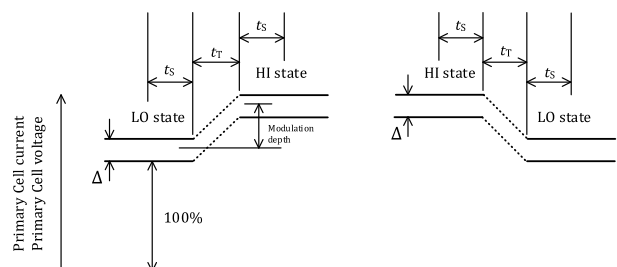 tS
tS
tT
HI state
LO state
Modulation
depth
Δ
100%
Primary Cell current
Primary Cell voltage
tS
tT
tS
HI state
LO state
Δ